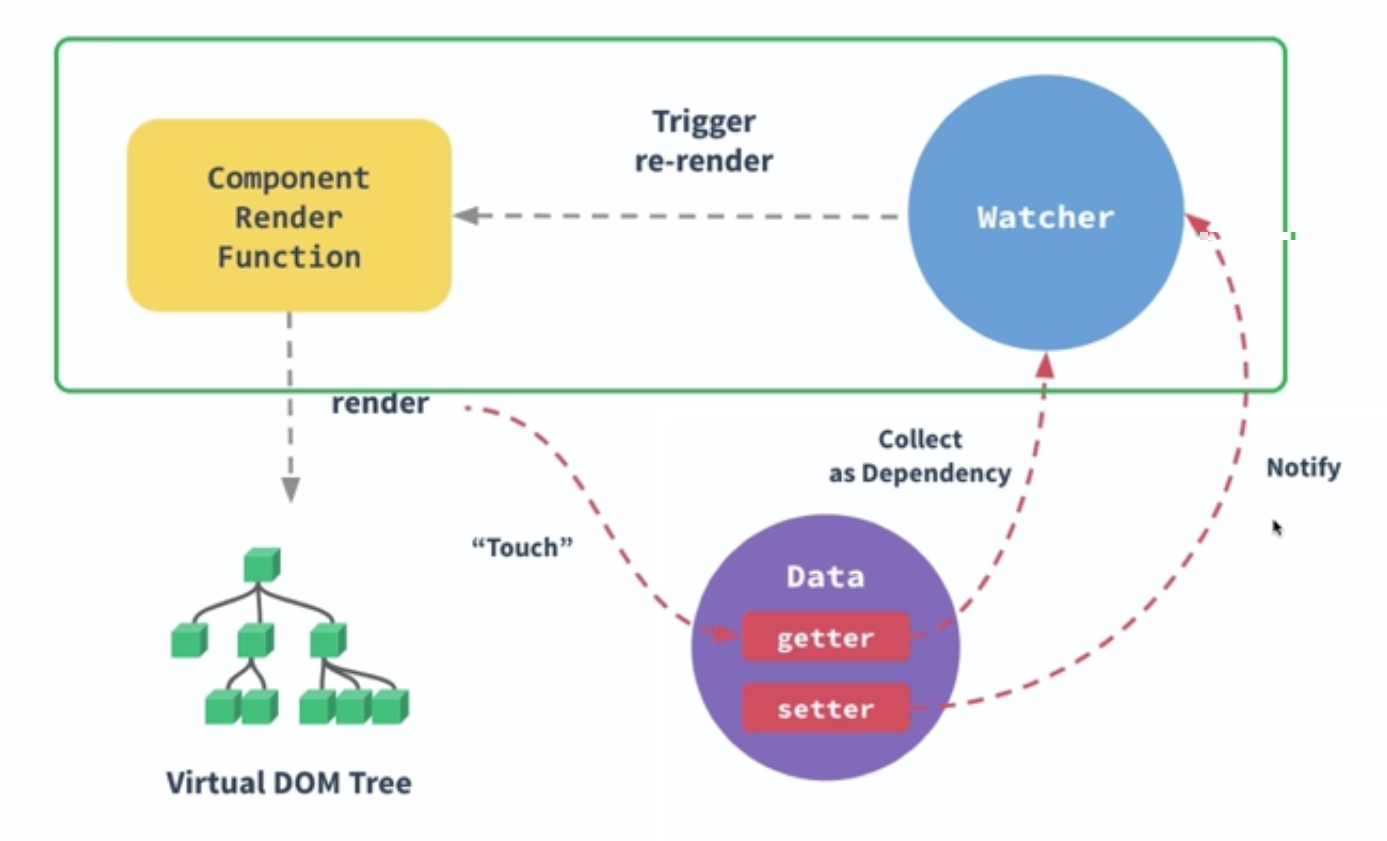 Trigger
re-render
Component
Render
Function
Watcher
render
Collect
as Dependency
Notify
“Touch”
Data
getter
setter
Virtual DOM Tree